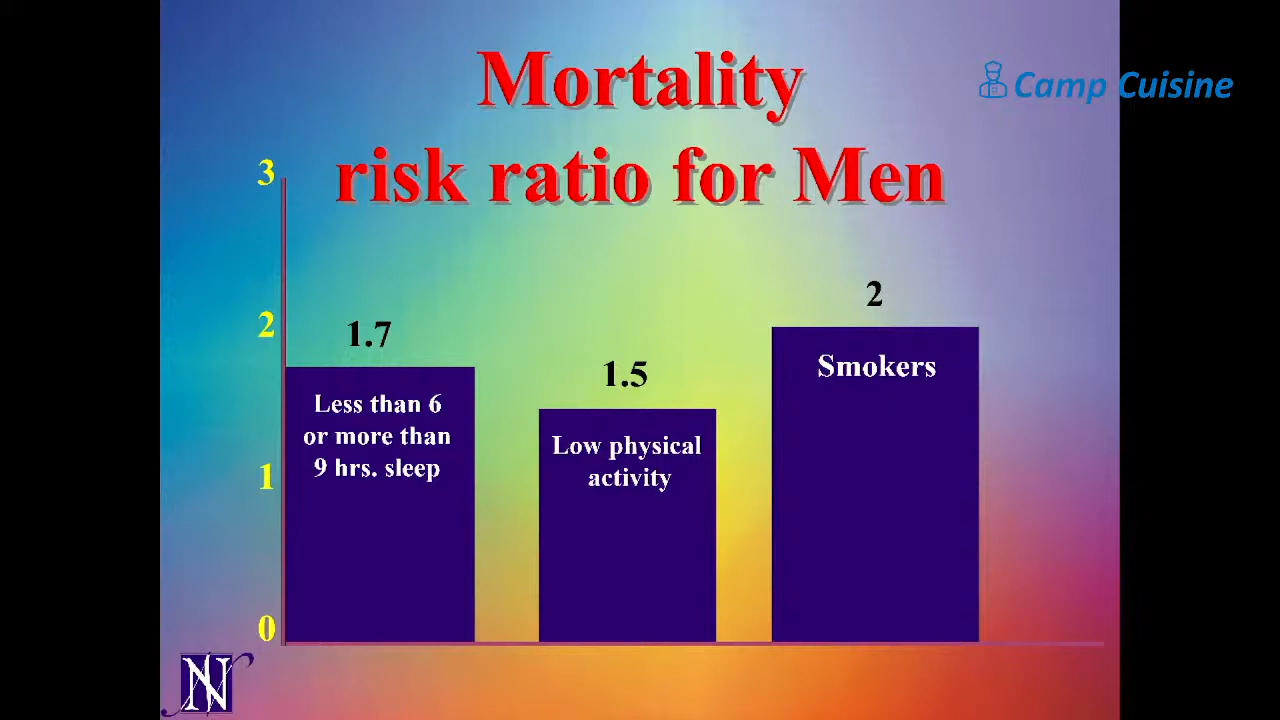 Mortality
risk ratio for Men
Camp Cuisine
3
2
1
0
1.7
Less than 6
or more than
9 hrs. sleep
1.5
Low physical
activity
2
Smokers
N